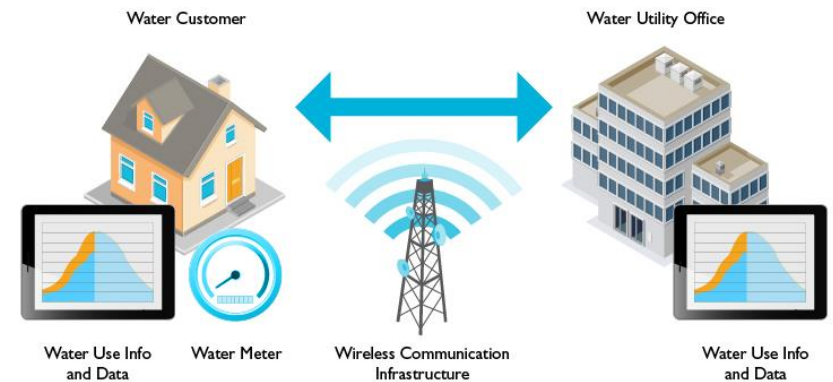 Water Customer
Water Utility Office
Water Use Info
and Data
Water Meter
Wireless Communication
Infrastructure
Water Use Info
and Data